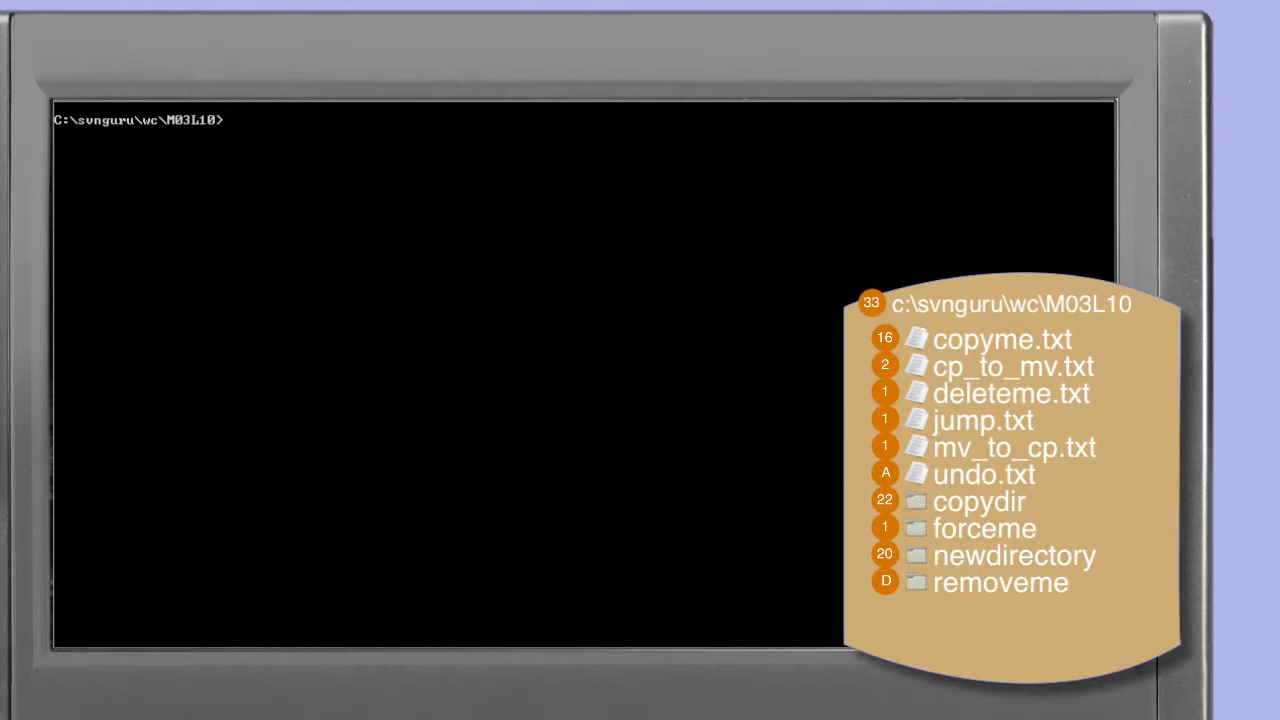 C:\svnguru\wc\M03L10>
33 c:\svnguru\wc\M03L10
16 copyme.txt
2 cp_to_mv.txt
1 deleteme.txt
1 jump.txt
1 mv_to_cp.txt
A undo.txt
22 copydir
1 forceme
20 newdirectory
D removeme